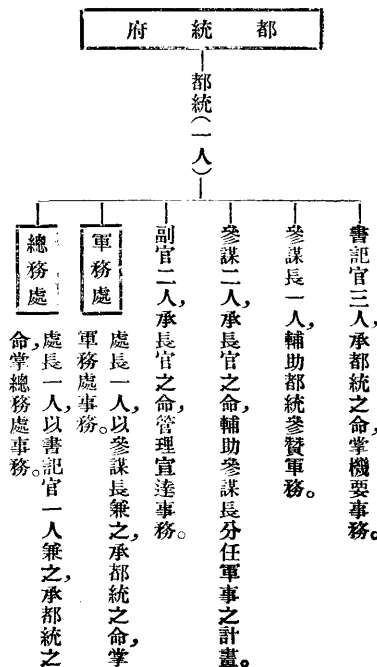 都統府
都統(一人)
書記官三人,承都統之命,掌機要事務。
參謀長一人,輔助都統參贊軍務。
參謀二人,承長官之命,輔助參謀長分任軍事之計畫。
副官二人,承長官之命,管理宣達事務。
軍務處
處長一人,以參謀長兼之,承都統之命,掌
軍務處事務。
總務處
處長一人,以書記官一人兼之,承都統之
命,掌總務處事務。